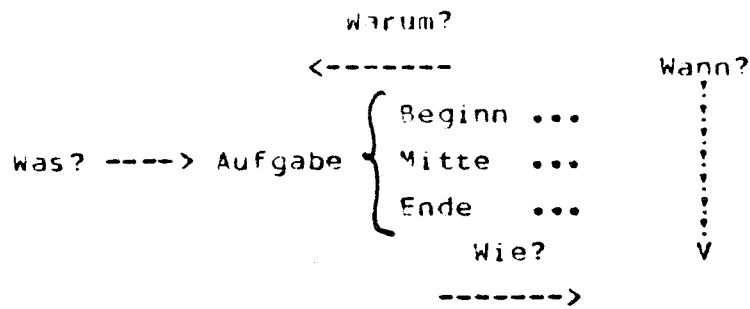 Warum?
<-------
Wann?
Beginn ...
Was? ----> Aufgabe { Mitte ...
Ende ...
Wie?
------->